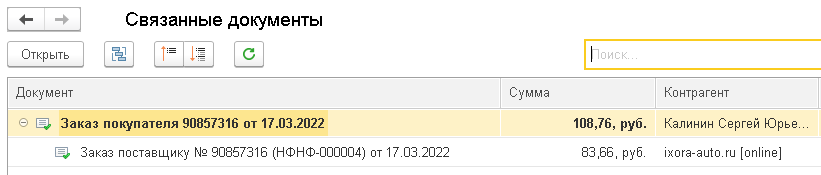 Связанные документы
Открыть
Поиск...
Документ Сумма Контрагент
Заказ покупателя 90857316 от 17.03.2022 108,76, руб. Калинин Сергей Юрье...
Заказ поставщику № 90857316 (НФНФ-000004) от 17.03.2022 83,66, руб. ixora-auto.ru [online]